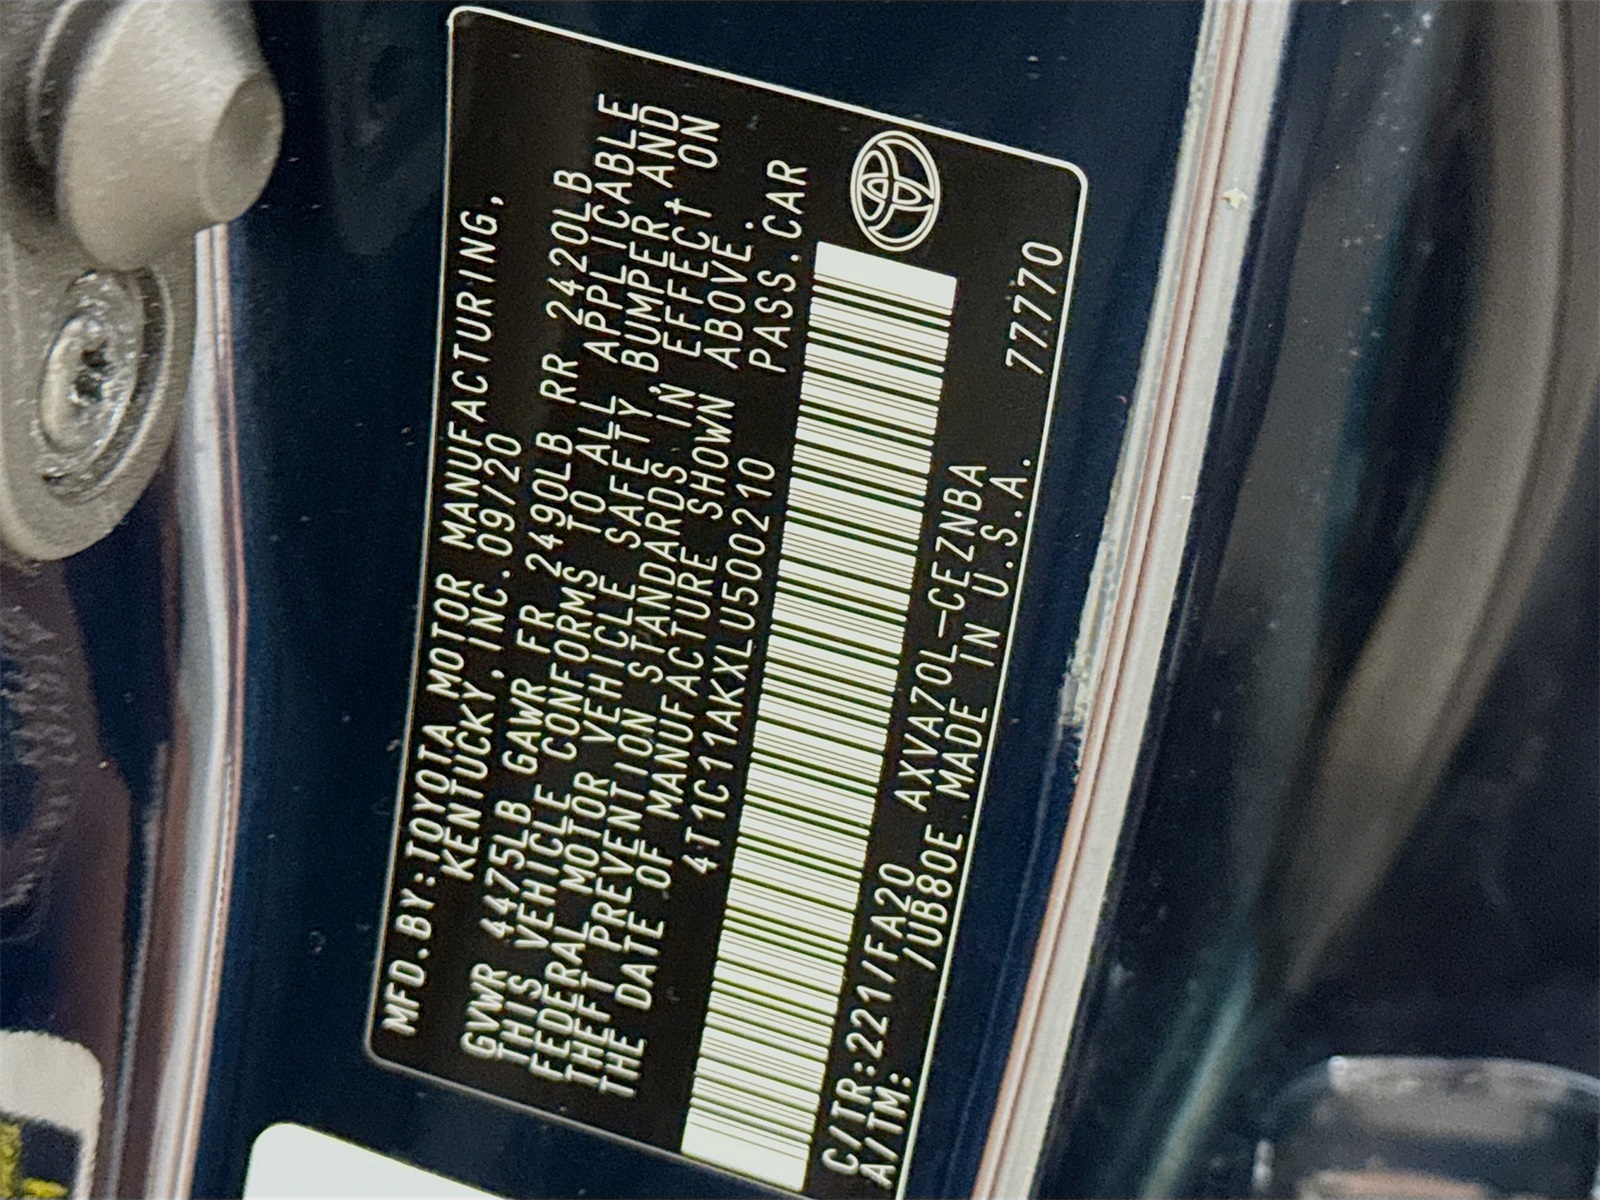 MFD.BY:TOYOTA MOTOR MANUFACTURING,
KENTUCKY, INC. 09/20
GVWR 4475LB GAWR FR 2490LB RR 2420LB
THIS VEHICLE CONFORMS TO ALL APPLICABLE
FEDERAL MOTOR VEHICLE SAFETY, BUMPER, AND
THEFT PREVENTION STANDARDS IN EFFECT ON
THE DATE OF MANUFACTURE SHOWN ABOVE.
4T1C11AKXLU500210 PASS.CAR
C/TR:221/FA20 AXVA70L-CEZNBA
A/TM: /UB80E MADE IN U.S.A. 77770